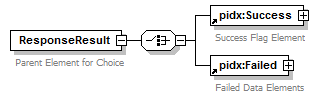 pidx:Success
Success Flag Element
ResponseResult
Parent Element for Choice
pidx:Failed
Failed Data Elements